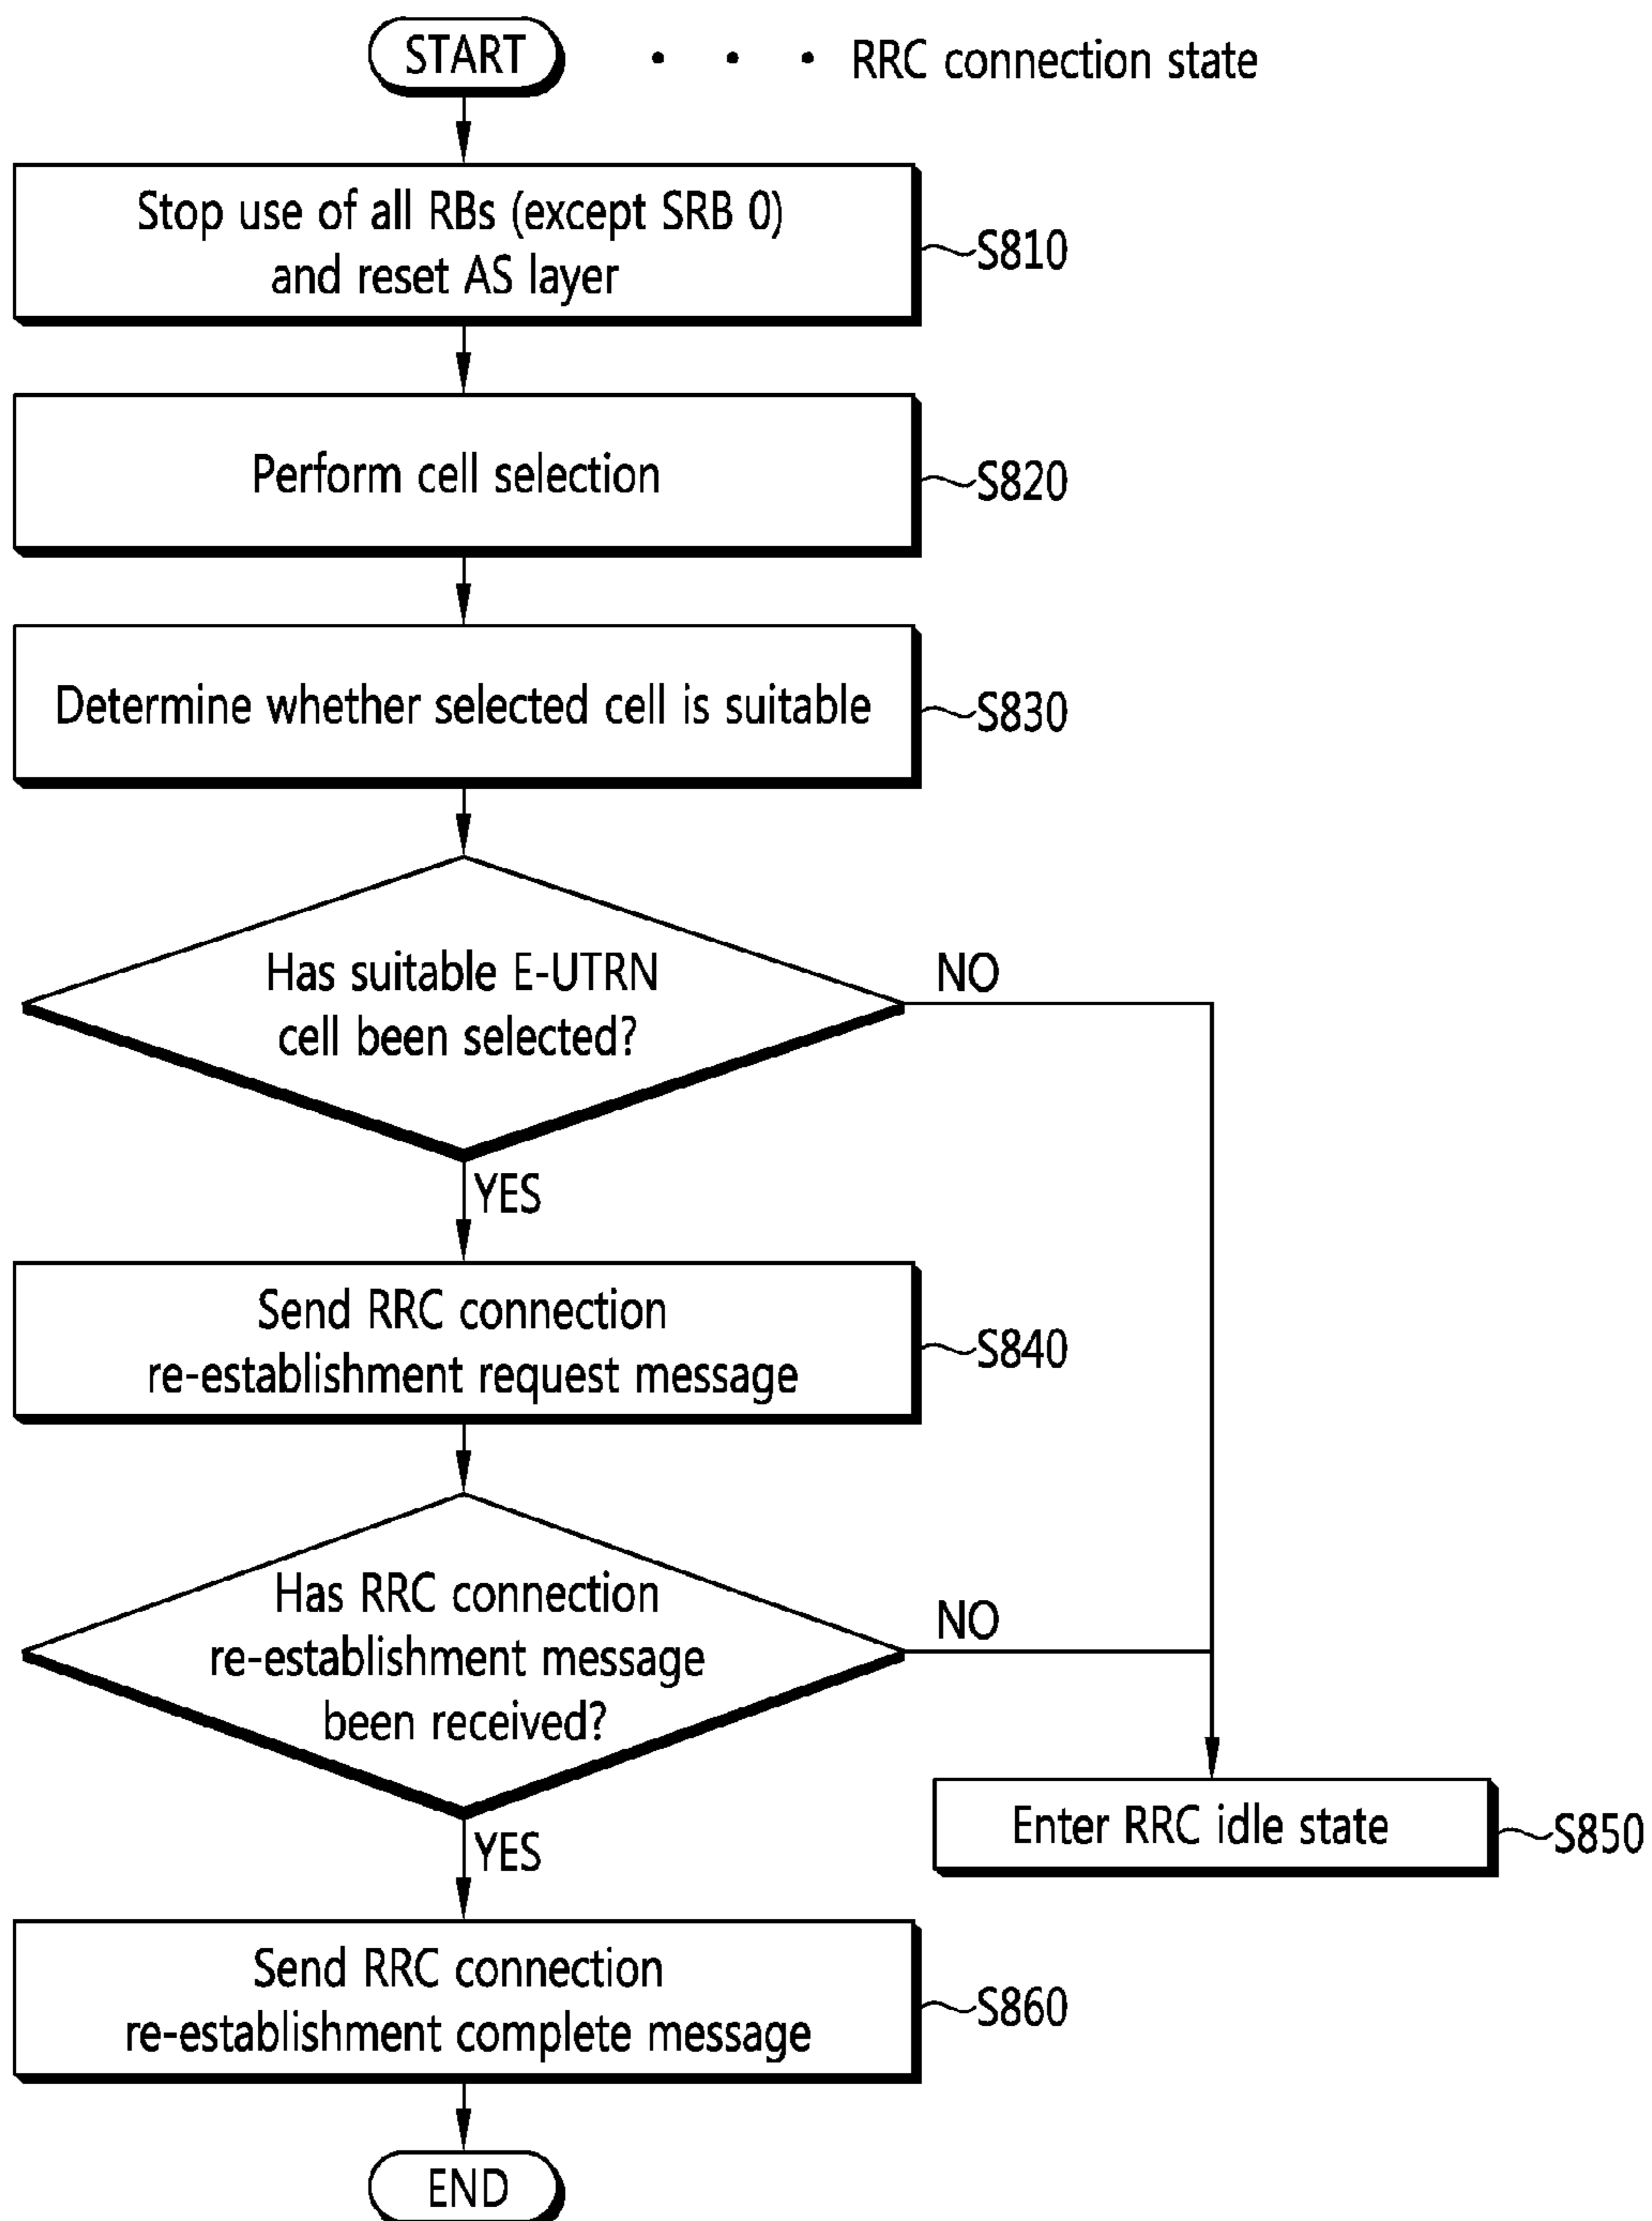 START
• • • RRC connection state
Stop use of all RBs (except SRB 0)
and reset AS layer
S810
Perform cell selection
S820
Determine whether selected cell is suitable
S830
Has suitable E-UTRN
cell been selected?
NO
YES
Send RRC connection
re-establishment request message
S840
Has RRC connection
re-establishment message
been received?
NO
YES
Enter RRC idle state
S850
Send RRC connection
re-establishment complete message
S860
END